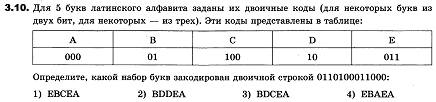 3.10. Для 5 букв латинского алфавита заданы их двоичные коды (для некоторых букв из
двух бит, для некоторых — из трех). Эти коды представлены в таблице:
A B C D E
000 01 100 10 011
Определите, какой набор букв закодирован двоичной строкой 0110100011000:
1) EBCEA 2) BDDEA 3) BDCEA 4) EBAEA